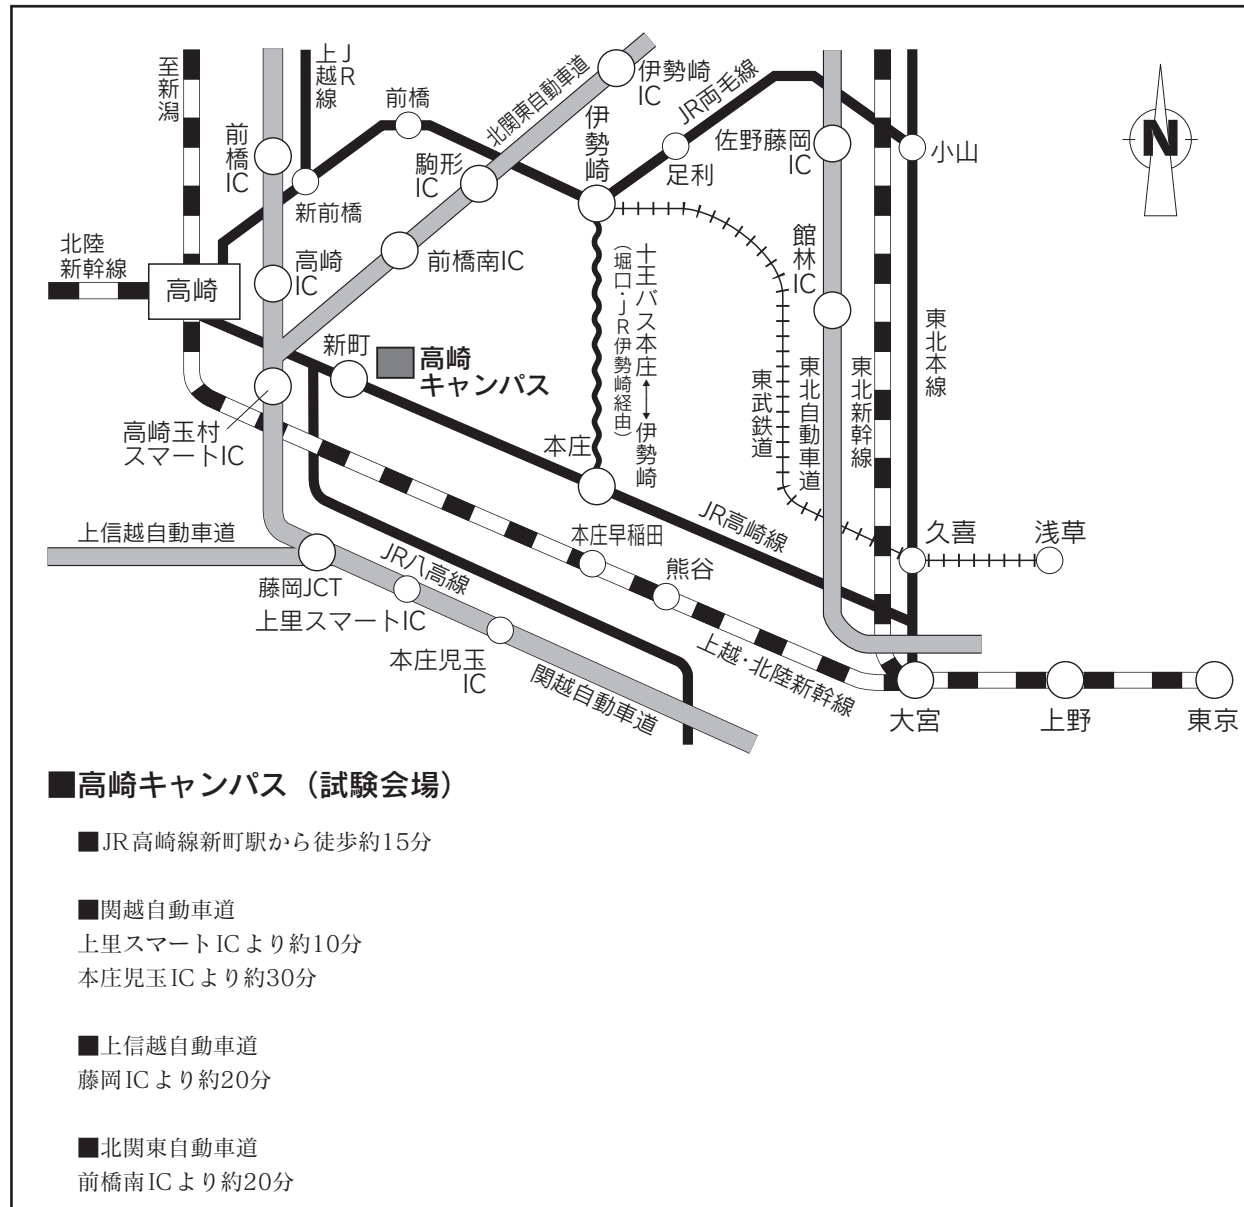 至新潟
JR
上越線
前橋
北関東自動車道
伊勢崎
IC
JR両毛線
前橋
IC
駒形
IC
伊勢崎
足利
佐野藤岡
IC
小山
N
新前橋
北陸
新幹線
高崎
高崎
IC
前橋南IC
十王バス本庄⟷伊勢崎
(堀口・JR伊勢崎経由)
館林
IC
東北本線
新町
高崎
キャンパス
東武鉄道
東北自動車道
東北新幹線
高崎玉村
スマートIC
本庄
JR高崎線
上信越自動車道
本庄早稲田
久喜
浅草
JR八高線
熊谷
藤岡JCT
上里スマートIC
本庄児玉
IC
関越自動車道
上越・北陸新幹線
大宮
上野
東京
■高崎キャンパス(試験会場)
■JR高崎線新町駅から徒歩約15分
■関越自動車道
上里スマートICより約10分
本庄児玉ICより約30分
■上信越自動車道
藤岡ICより約20分
■北関東自動車道
前橋南ICより約20分